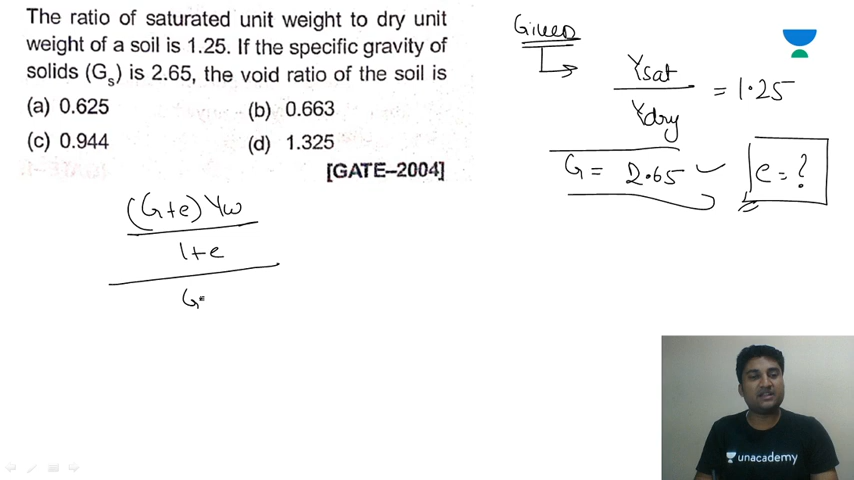 The ratio of saturated unit weight to dry unit
weight of a soil is 1.25. If the specific gravity of
solids (Gₛ) is 2.65, the void ratio of the soil is
(a) 0.625 (b) 0.663
(c) 0.944 (d) 1.325
[GATE–2004]
Given
γsat / γdry = 1.25
G = 2.65 e = ?
(G+e) γw
1+e
G
unacademy